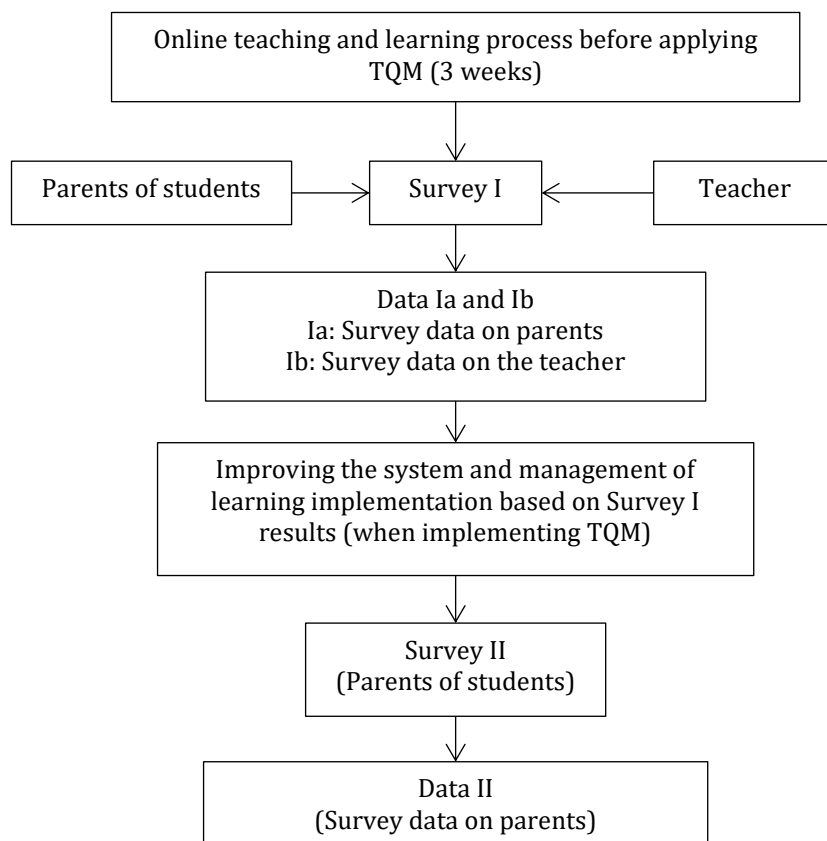 Online teaching and learning process before applying
TQM (3 weeks)
Parents of students
Survey I
Teacher
Data Ia and Ib
Ia: Survey data on parents
Ib: Survey data on the teacher
Improving the system and management of
learning implementation based on Survey I
results (when implementing TQM)
Survey II
(Parents of students)
Data II
(Survey data on parents)